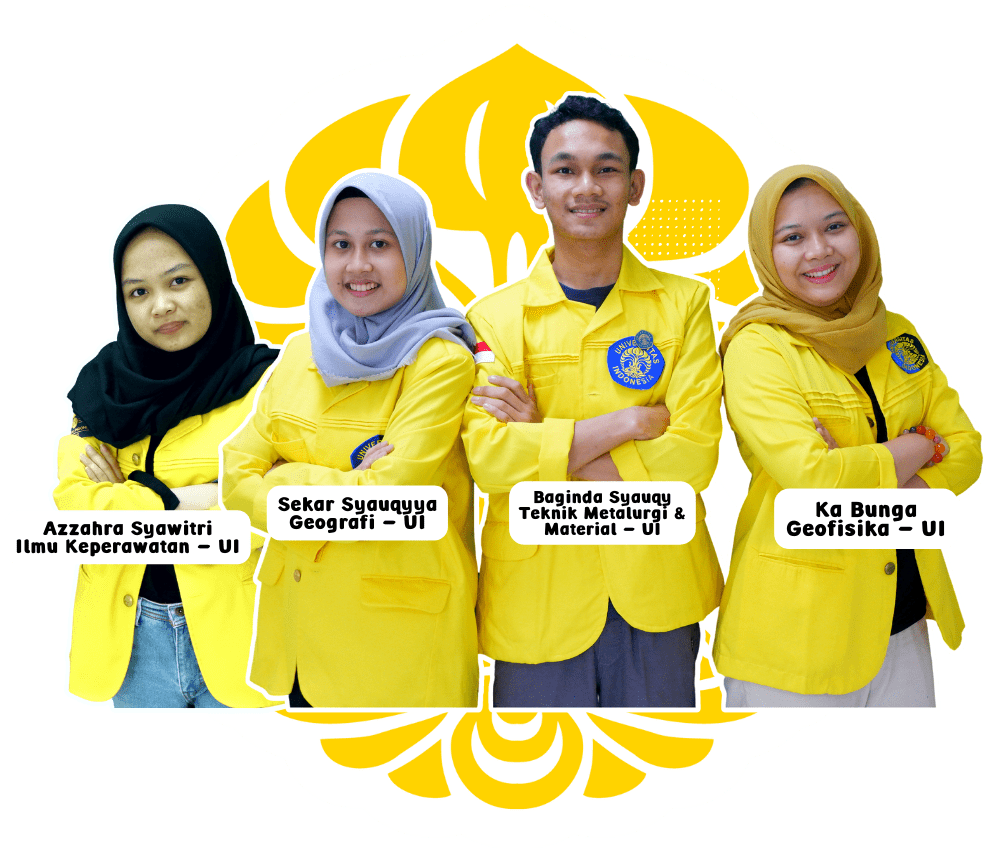 Azzahra Syawitri
Ilmu Keperawatan – UI
Sekar Syauqyya
Geografi – UI
Baginda Syauqy
Teknik Metalurgi &
Material – UI
Ka Bunga
Geofisika – UI
UNIVERSITAS
INDONESIA